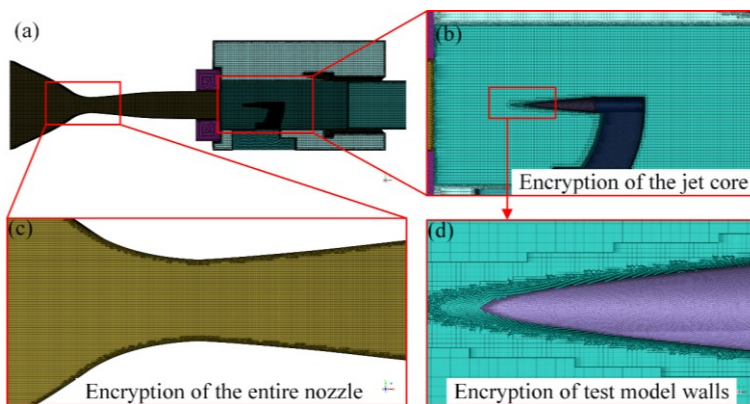 (a)
(b)
Encryption of the jet core
(c)
Encryption of the entire nozzle
(d)
Encryption of test model walls